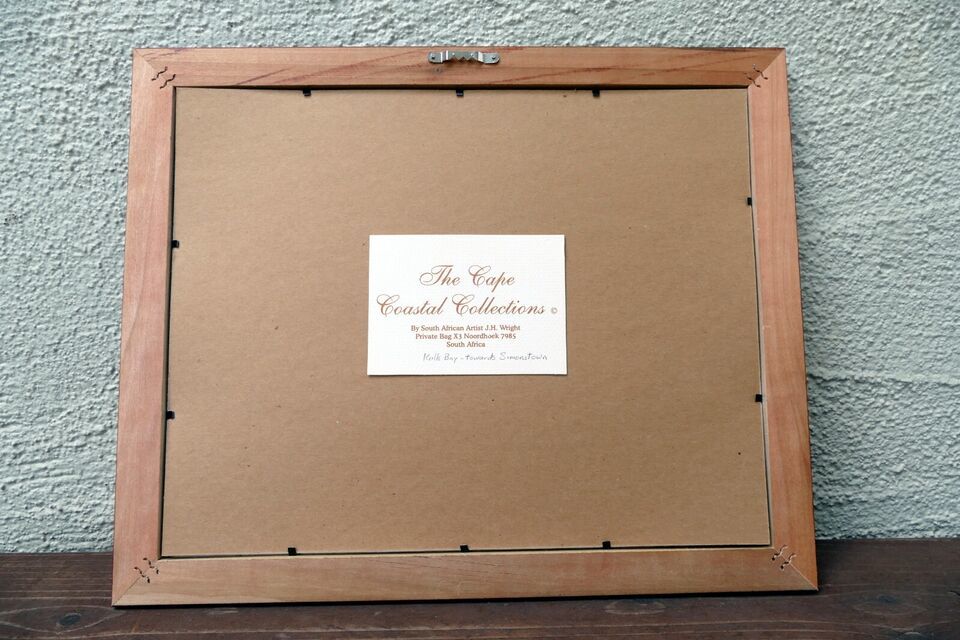 The Cape
Coastal Collections ©
By South African Artist J.H. Wright
Private Bag X3 Noordhoek 7985
South Africa
Kalk Bay - towards Simonstown